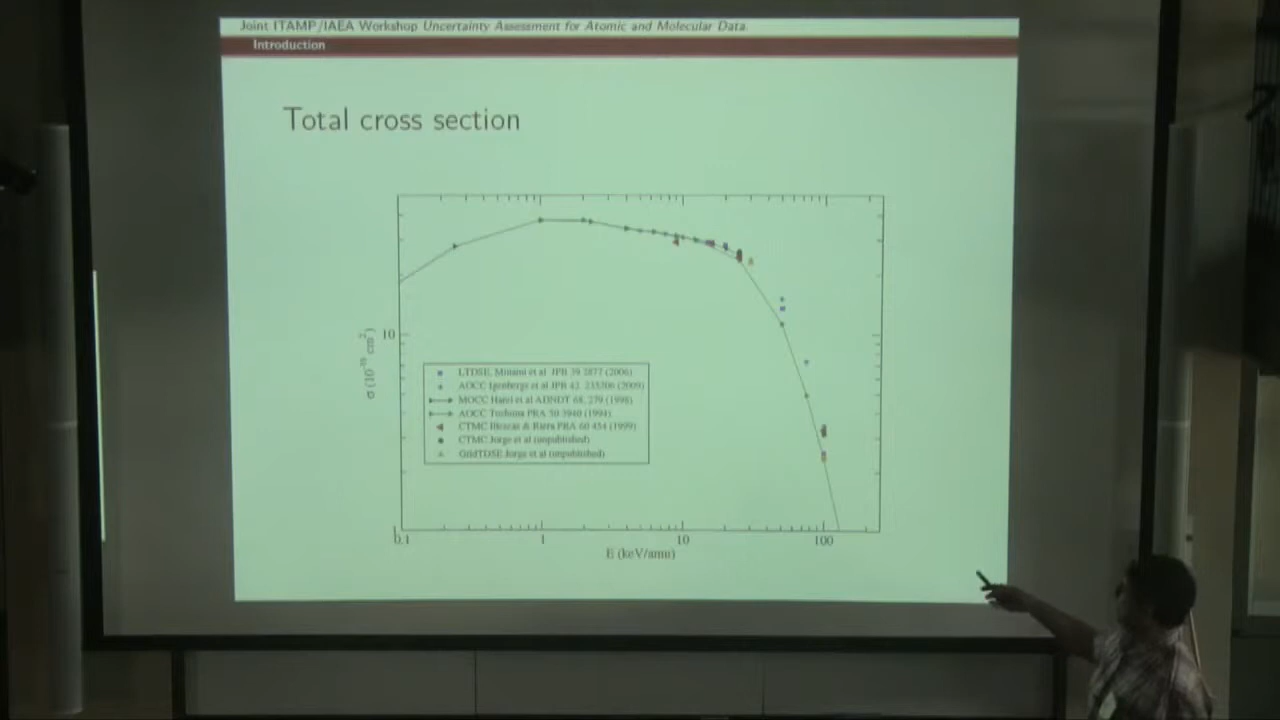 Joint ITAMP/IAEA Workshop Uncertainty Assessment for Atomic and Molecular Data.
Introduction
Total cross section
10
σ (10 cm²)
LTDSE, Minami et al JPB 39 2877 (2006)
AOCC Igenbergs et al JPB 42, 235206 (2009)
MOCC Harel et al ADNDT 68, 279 (1998)
AOCC Toshima PRA 50 3940 (1994)
CTMC Illescas & Riera PRA 60 454 (1999)
CTMC Jorge et al (unpublished)
GridTDSE Jorge et al (unpublished)
0.1 1 10 100
E (keV/amu)